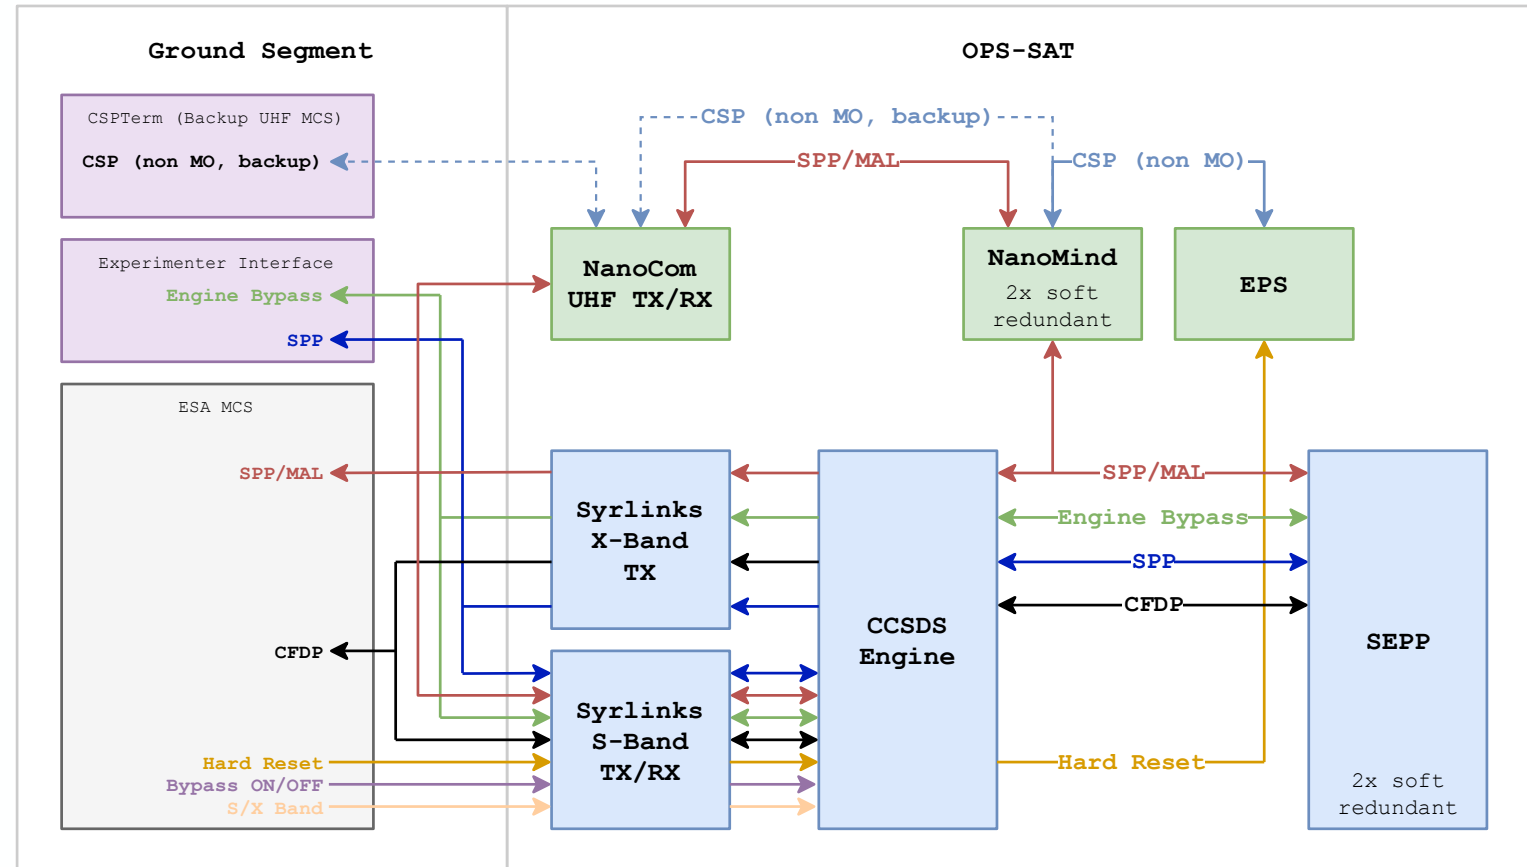 Ground Segment
OPS-SAT
CSPTerm (Backup UHF MCS)
CSP (non MO, backup)
CSP (non MO, backup)
SPP/MAL
CSP (non MO)
Experimenter Interface
Engine Bypass
SPP
NanoCom
UHF TX/RX
NanoMind
2x soft
redundant
EPS
ESA MCS
SPP/MAL
CFDP
Hard Reset
Bypass ON/OFF
S/X Band
Syrlinks
X-Band
TX
Syrlinks
S-Band
TX/RX
CCSDS
Engine
SPP/MAL
Engine Bypass
SPP
CFDP
Hard Reset
SEPP
2x soft
redundant